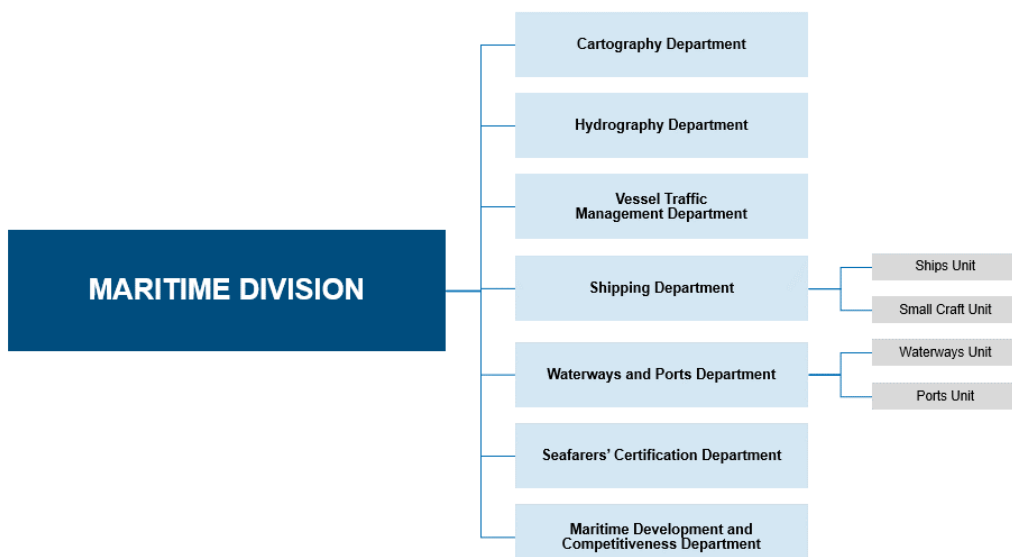 MARITIME DIVISION
Cartography Department
Hydrography Department
Vessel Traffic
Management Department
Shipping Department
Ships Unit
Small Craft Unit
Waterways and Ports Department
Waterways Unit
Ports Unit
Seafarers’ Certification Department
Maritime Development and
Competitiveness Department